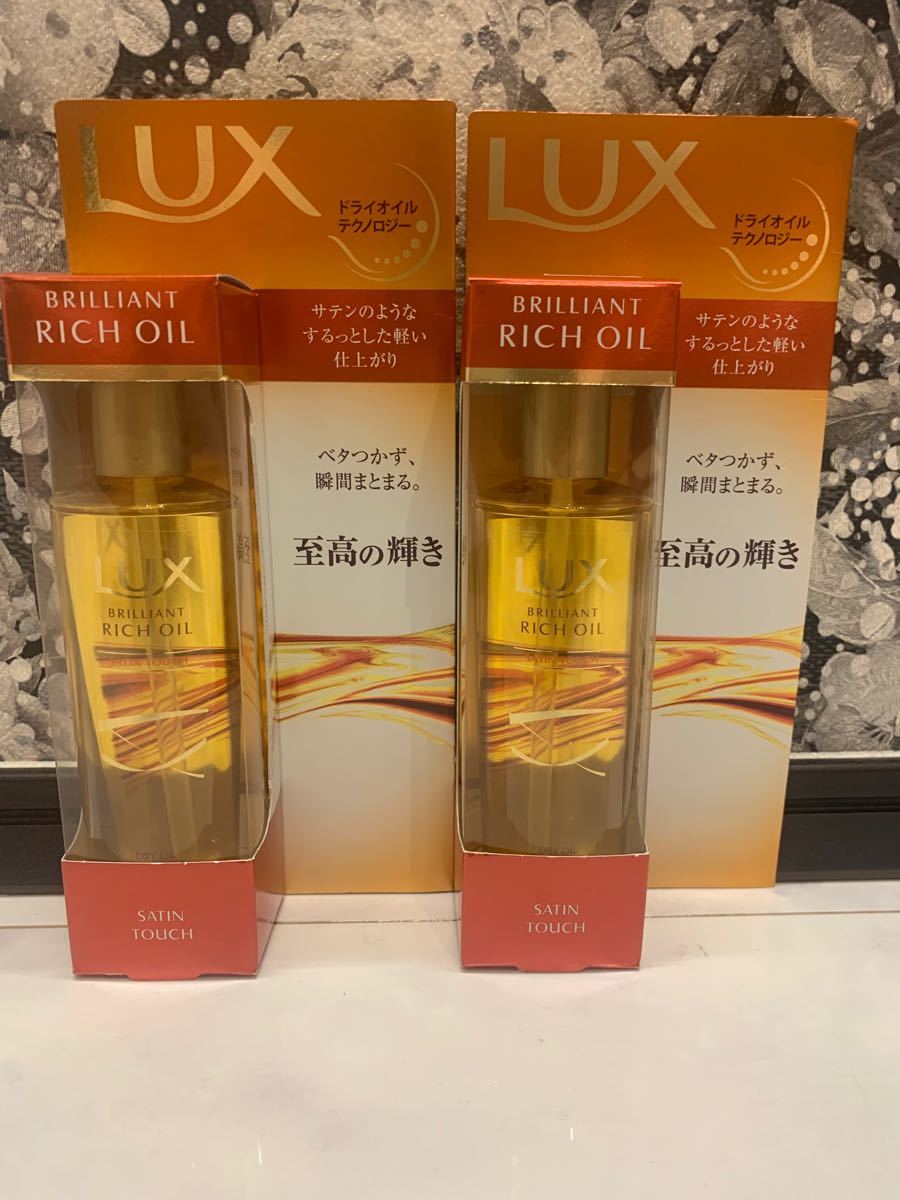 LUX
ドライオイル
テクノロジー
BRILLIANT
RICH OIL
サテンのような
するっとした軽い
仕上がり
ベタつかず、
瞬間まとまる。
至高の輝き
LUX
BRILLIANT
RICH OIL
SATIN TOUCH
SATIN
TOUCH
LUX
ドライオイル
テクノロジー
BRILLIANT
RICH OIL
サテンのような
するっとした軽い
仕上がり
ベタつかず、
瞬間まとまる。
至高の輝き
LUX
BRILLIANT
RICH OIL
SATIN TOUCH
DRY OIL
SATIN
TOUCH